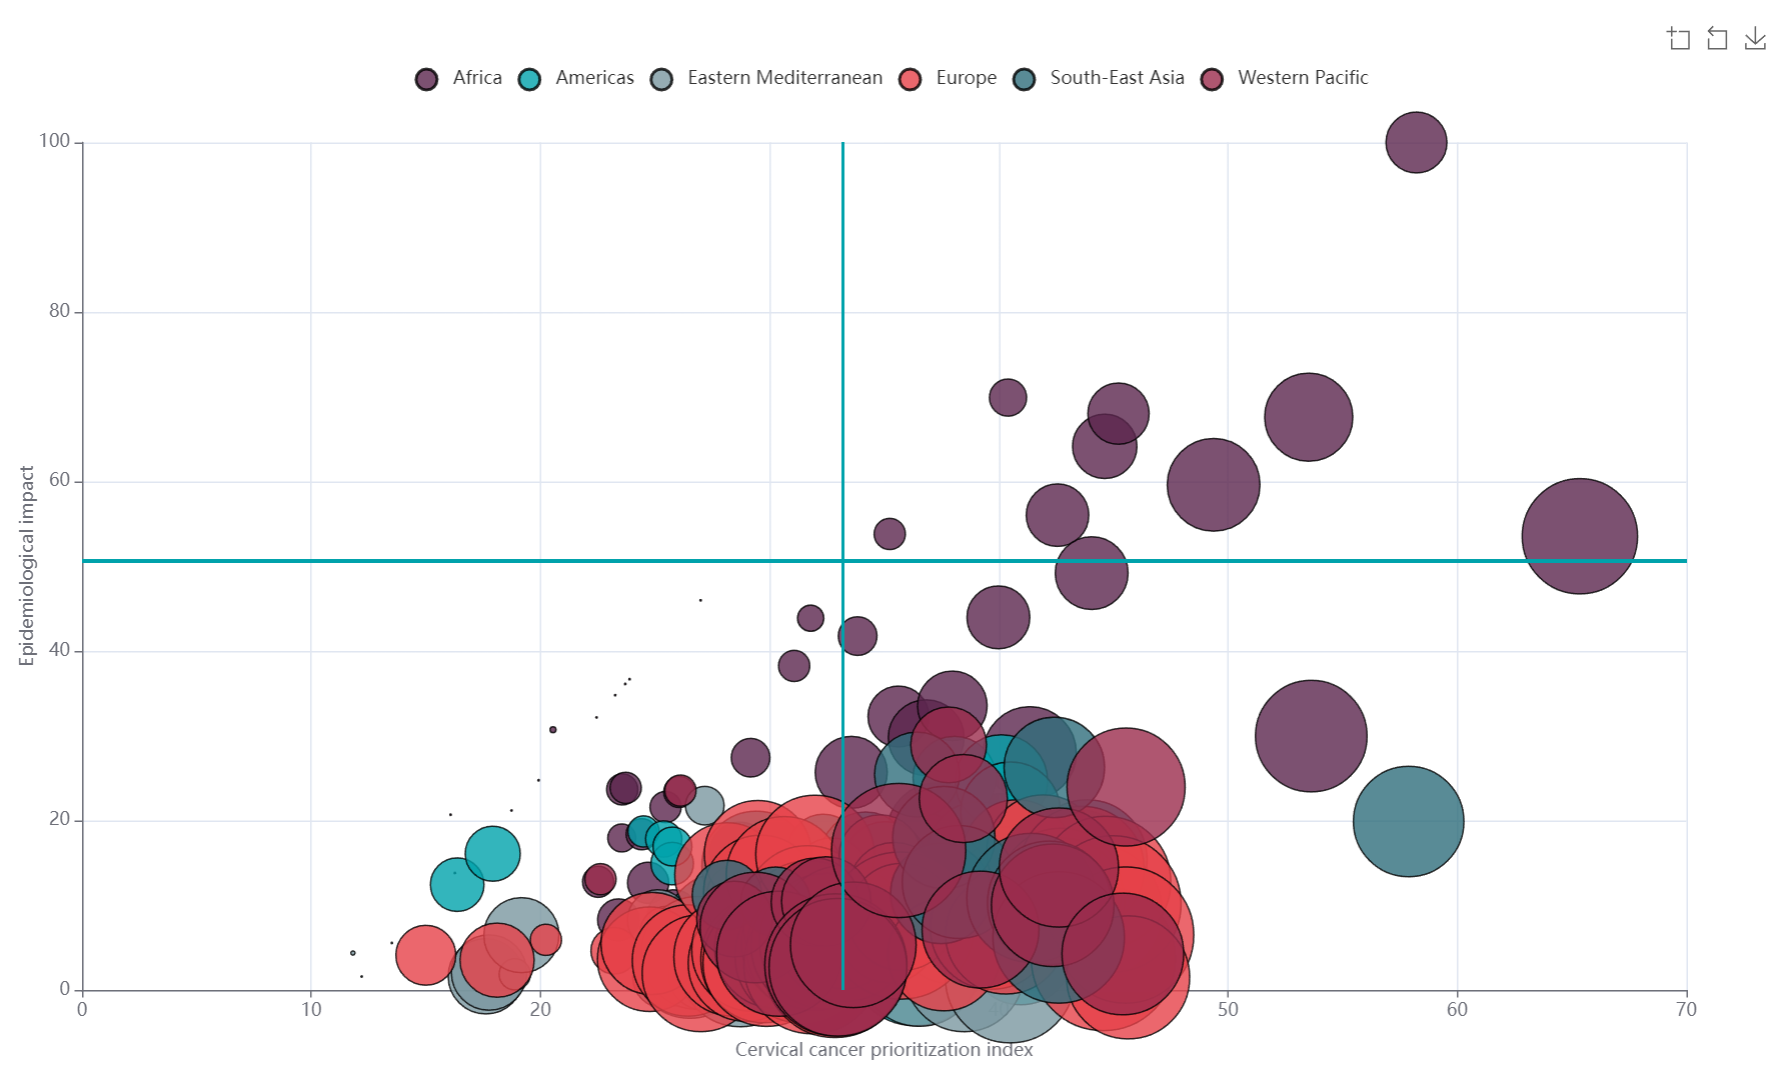 Africa Americas Eastern Mediterranean Europe South-East Asia Western Pacific
100
80
60
40
20
0
Epidemiological impact
0 10 20 50 60 70
Cervical cancer prioritization index